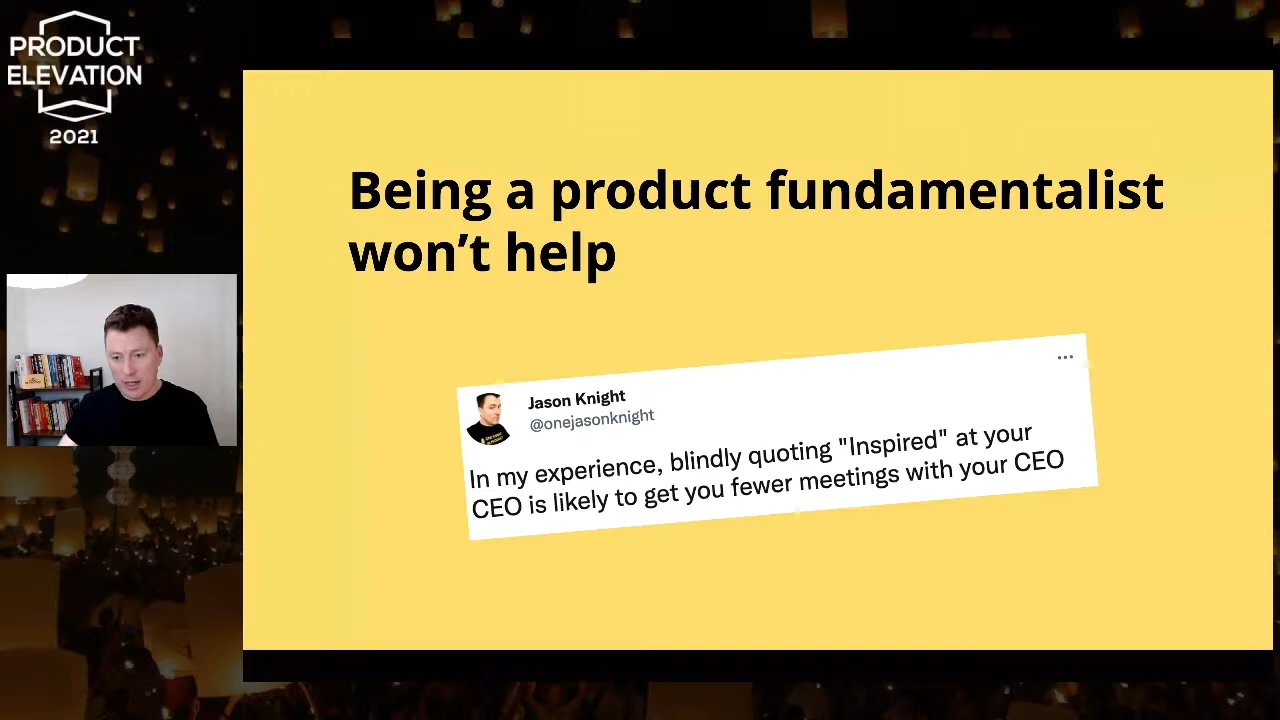 PRODUCT
ELEVATION
2021
Being a product fundamentalist
won’t help
Jason Knight
@onejasonknight
In my experience, blindly quoting "Inspired" at your
CEO is likely to get you fewer meetings with your CEO